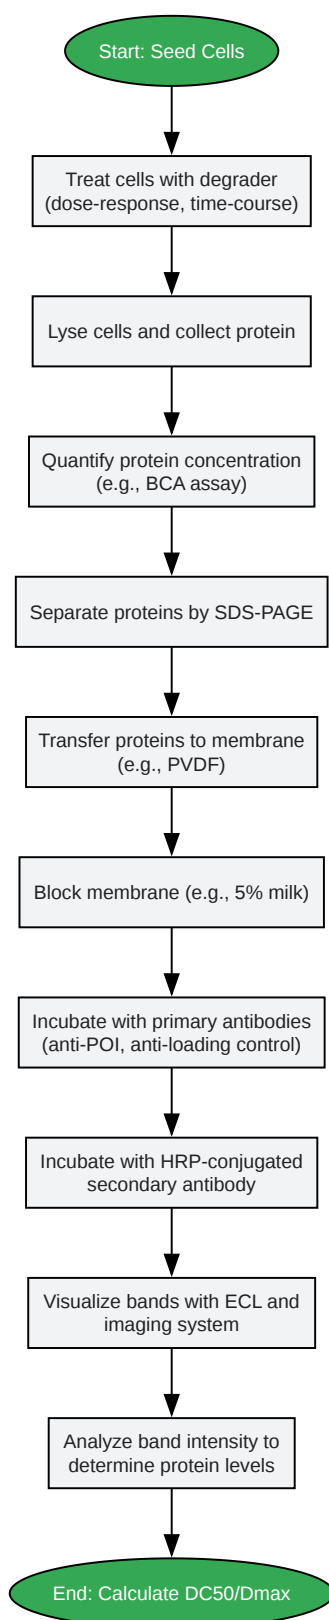 Start: Seed Cells
Treat cells with degrader
(dose-response, time-course)
Lyse cells and collect protein
Quantify protein concentration
(e.g., BCA assay)
Separate proteins by SDS-PAGE
Transfer proteins to membrane
(e.g., PVDF)
Block membrane (e.g., 5% milk)
Incubate with primary antibodies
(anti-POI, anti-loading control)
Incubate with HRP-conjugated
secondary antibody
Visualize bands with ECL and
imaging system
Analyze band intensity to
determine protein levels
End: Calculate DC50/Dmax